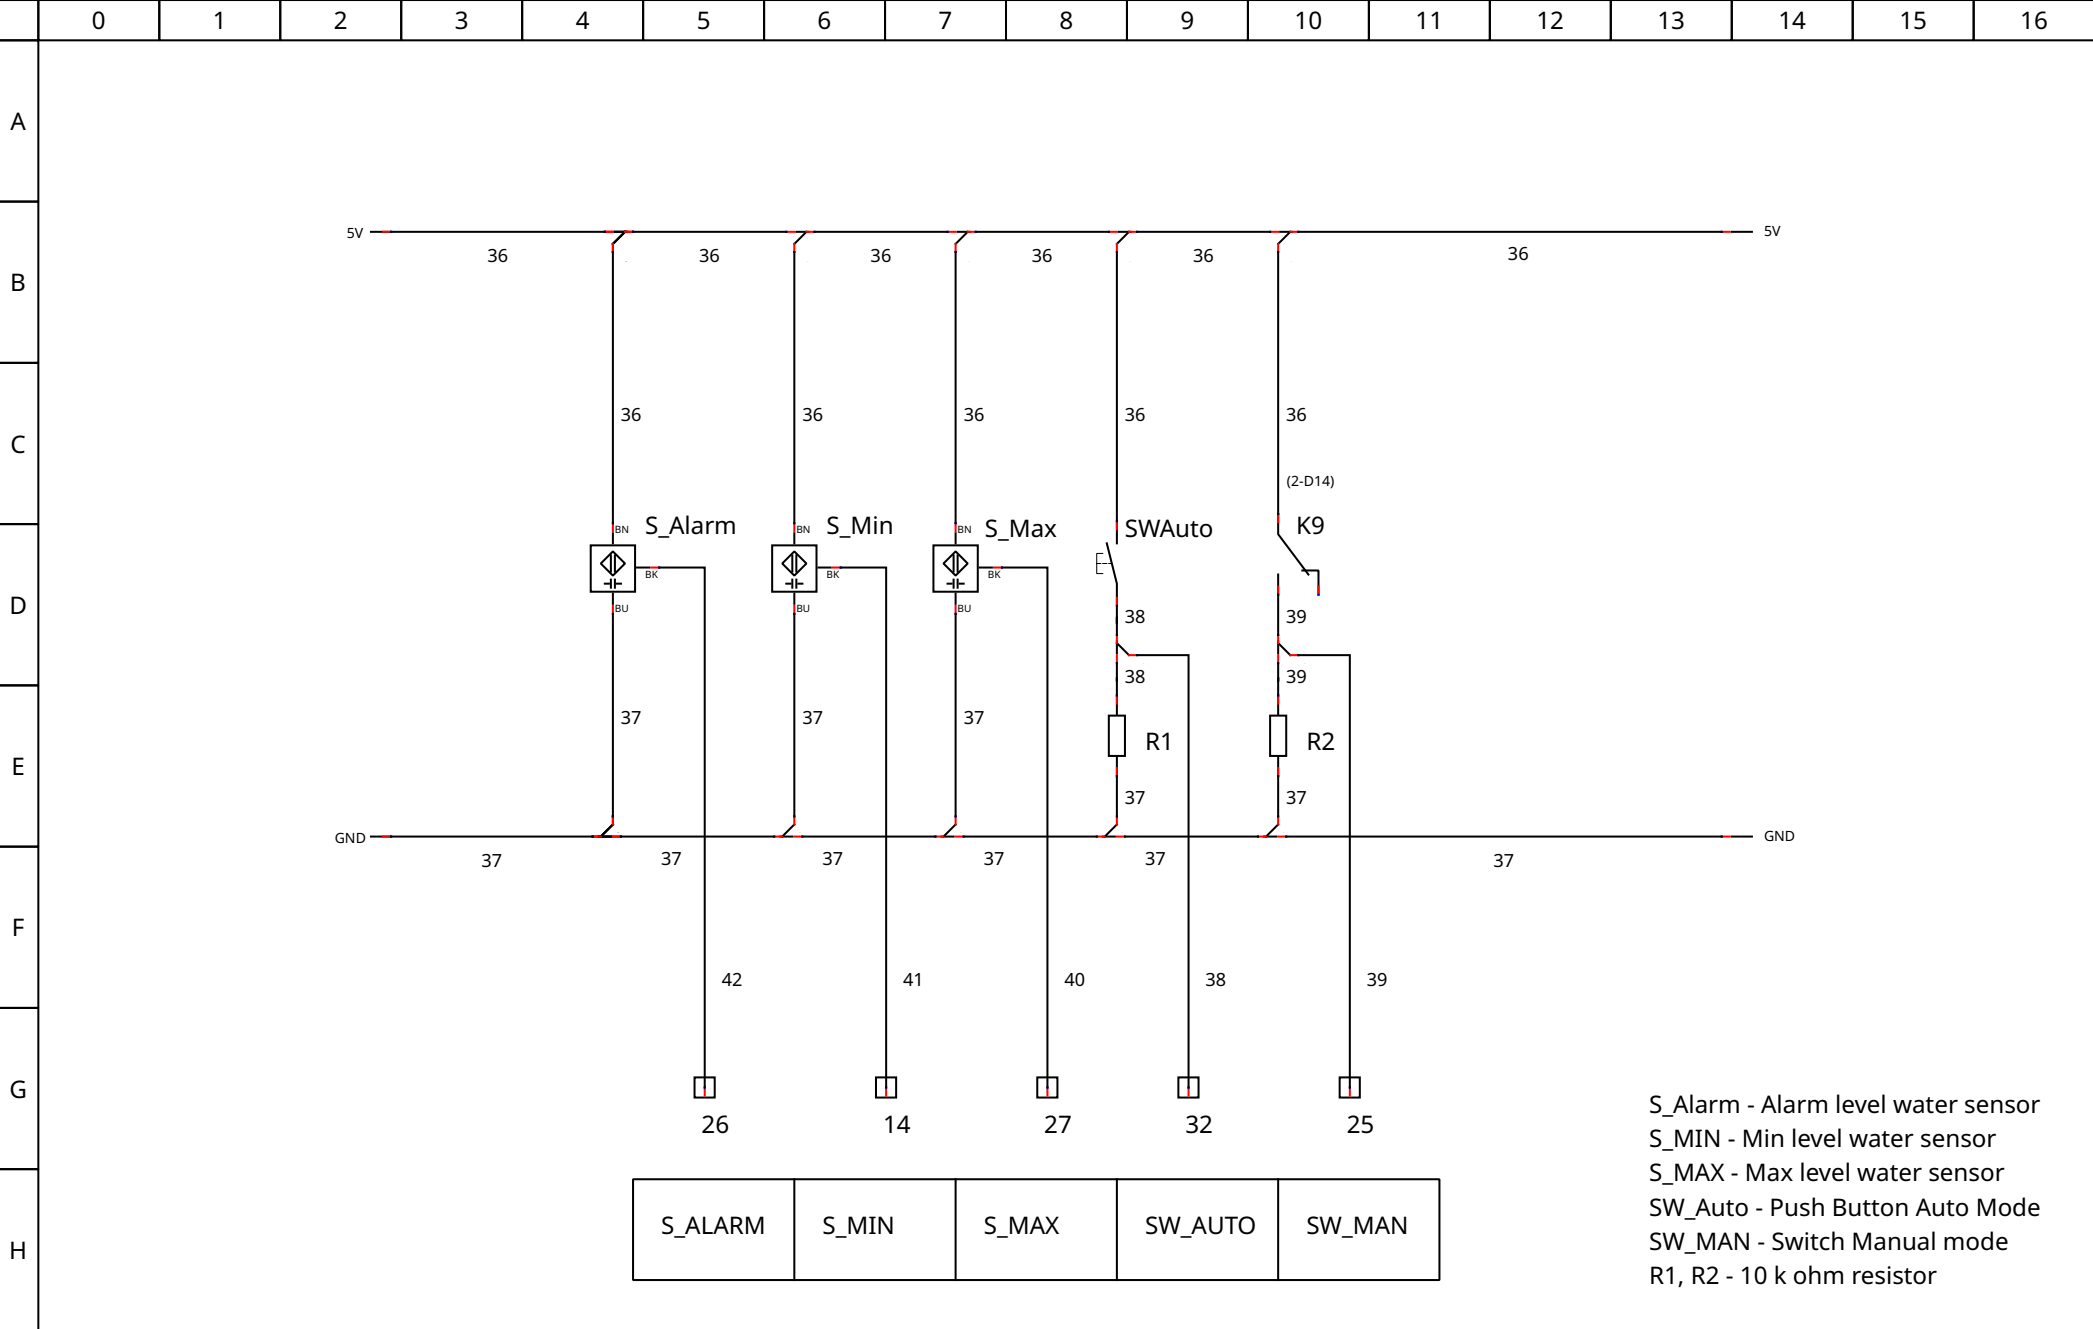 0 1 2 3 4 5 6 7 8 9 10 11 12 13 14 15 16
A
5V 5V
36 36 36 36 36 36
B
36 36 36 36 36
C
(2-D14)
BN S_Alarm BN S_Min BN S_Max SWAuto K9
BK BK BK
D
BU BU BU
38 39
38 39
37 37 37
R1 R2
E
37 37
GND GND
37 37 37 37 37 37
F
42 41 40 38 39
G
26 14 27 32 25
S_ALARM S_MIN S_MAX SW_AUTO SW_MAN
H
S_Alarm - Alarm level water sensor
S_MIN - Min level water sensor
S_MAX - Max level water sensor
SW_Auto - Push Button Auto Mode
SW_MAN - Switch Manual mode
R1, R2 - 10 k ohm resistor